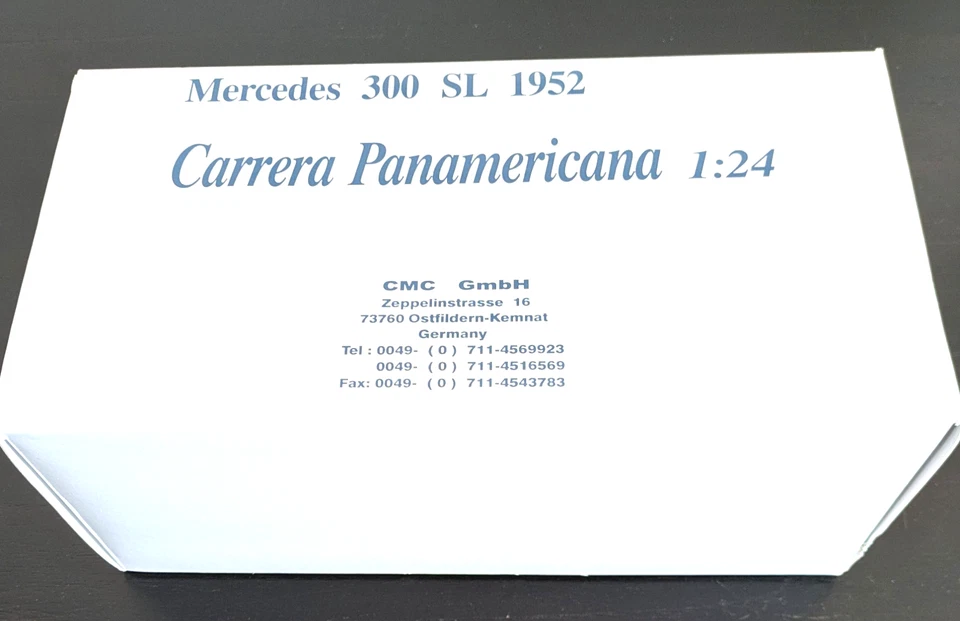 Mercedes 300 SL 1952
Carrera Panamericana 1:24
CMC GmbH
Zeppelinstrasse 16
73760 Ostfildern-Kemnat
Germany
Tel : 0049- ( 0 ) 711-4569923
0049- ( 0 ) 711-4516569
Fax: 0049- ( 0 ) 711-4543783